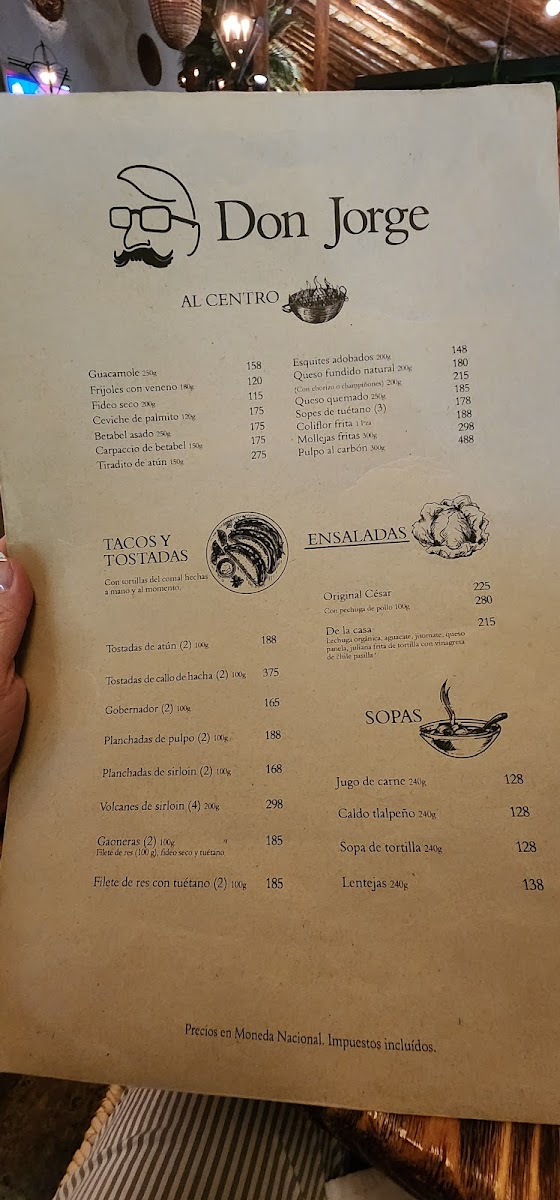 Don Jorge
AL CENTRO
Guacamole 250g 158
Frijoles con veneno 180g 120
Fideo seco 200g 115
Ceviche de palmito 120g 175
Betabel asado 250g 175
Carpaccio de betabel 150g 175
Tiradito de atún 150g 275
Esquites adobados 200g 148
Queso fundido natural 200g 180
(Con chorizo o champiñones) 200g 215
Queso quemado 250g 185
Sopes de tuétano (3) 178
Coliflor frita 1 Pza 188
Mollejas fritas 300g 298
Pulpo al carbón 300g 488
TACOS Y
TOSTADAS
Con tortillas del comal hechas
a mano y al momento.
Tostadas de atún (2) 100g 188
Tostadas de callo de hacha (2) 100g 375
Gobernador (2) 100g 165
Planchadas de pulpo (2) 100g 188
Planchadas de sirloin (2) 100g 168
Volcanes de sirloin (4) 200g 298
Gaoneras (2) 100g 185
Filete de res (100 g), fideo seco y tuétano
Filete de res con tuétano (2) 100g 185
ENSALADAS
Original César 225
Con pechuga de pollo 100g 280
De la casa 215
Lechuga orgánica, aguacate, jitomate, queso
panela, juliana frita de tortilla con vinagreta
de chile pasilla
SOPAS
Jugo de carne 240g 128
Caldo tlalpeño 240g 128
Sopa de tortilla 240g 128
Lentejas 240g 138
Precios en Moneda Nacional. Impuestos incluídos.